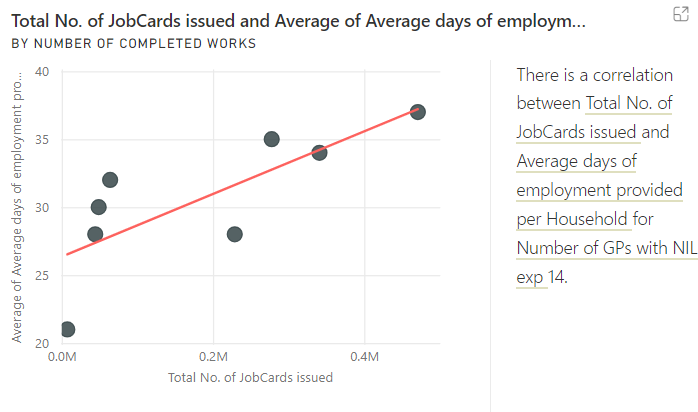 Total No. of JobCards issued and Average of Average days of employm...
BY NUMBER OF COMPLETED WORKS
Average of Average days of employment pro...
40
35
30
25
20
0.0M
0.2M
0.4M
Total No. of JobCards issued
There is a correlation
between Total No. of
JobCards issued and
Average days of
employment provided
per Household for
Number of GPs with NIL
exp 14.